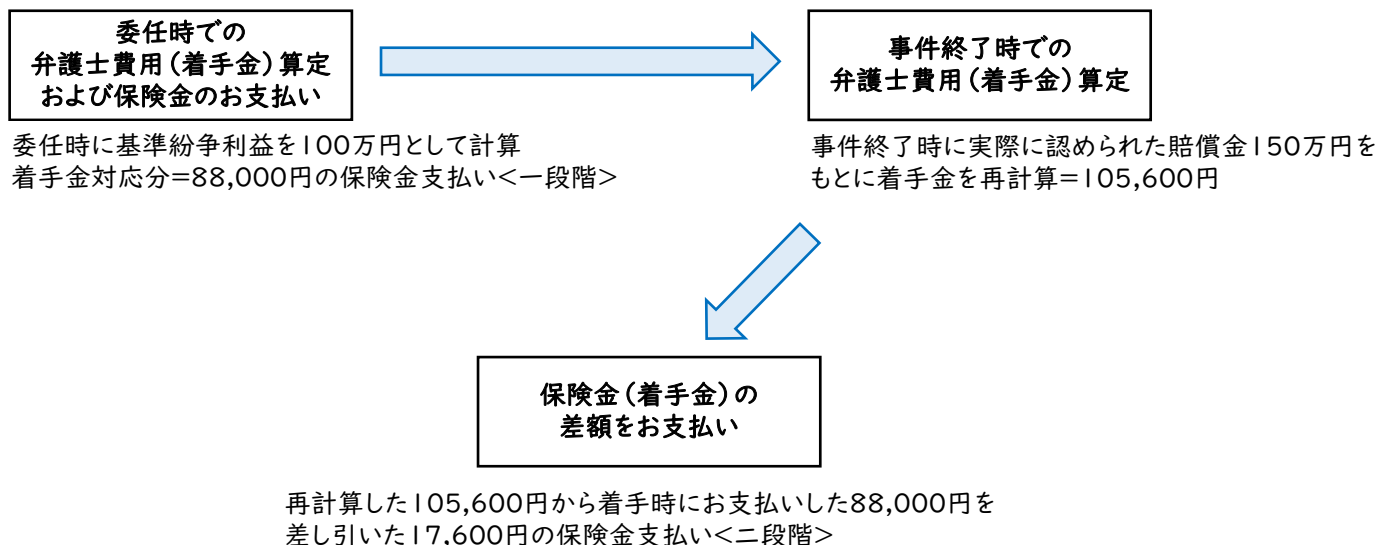 委任時での
弁護士費用(着手金)算定
および保険金のお支払い
事件終了時での
弁護士費用(着手金)算定
委任時に基準紛争利益を100万円として計算
着手金対応分=88,000円の保険金支払い<一段階>
事件終了時に実際に認められた賠償金150万円を
もとに着手金を再計算=105,600円
保険金(着手金)の
差額をお支払い
再計算した105,600円から着手時にお支払いした88,000円を
差し引いた17,600円の保険金支払い<二段階>